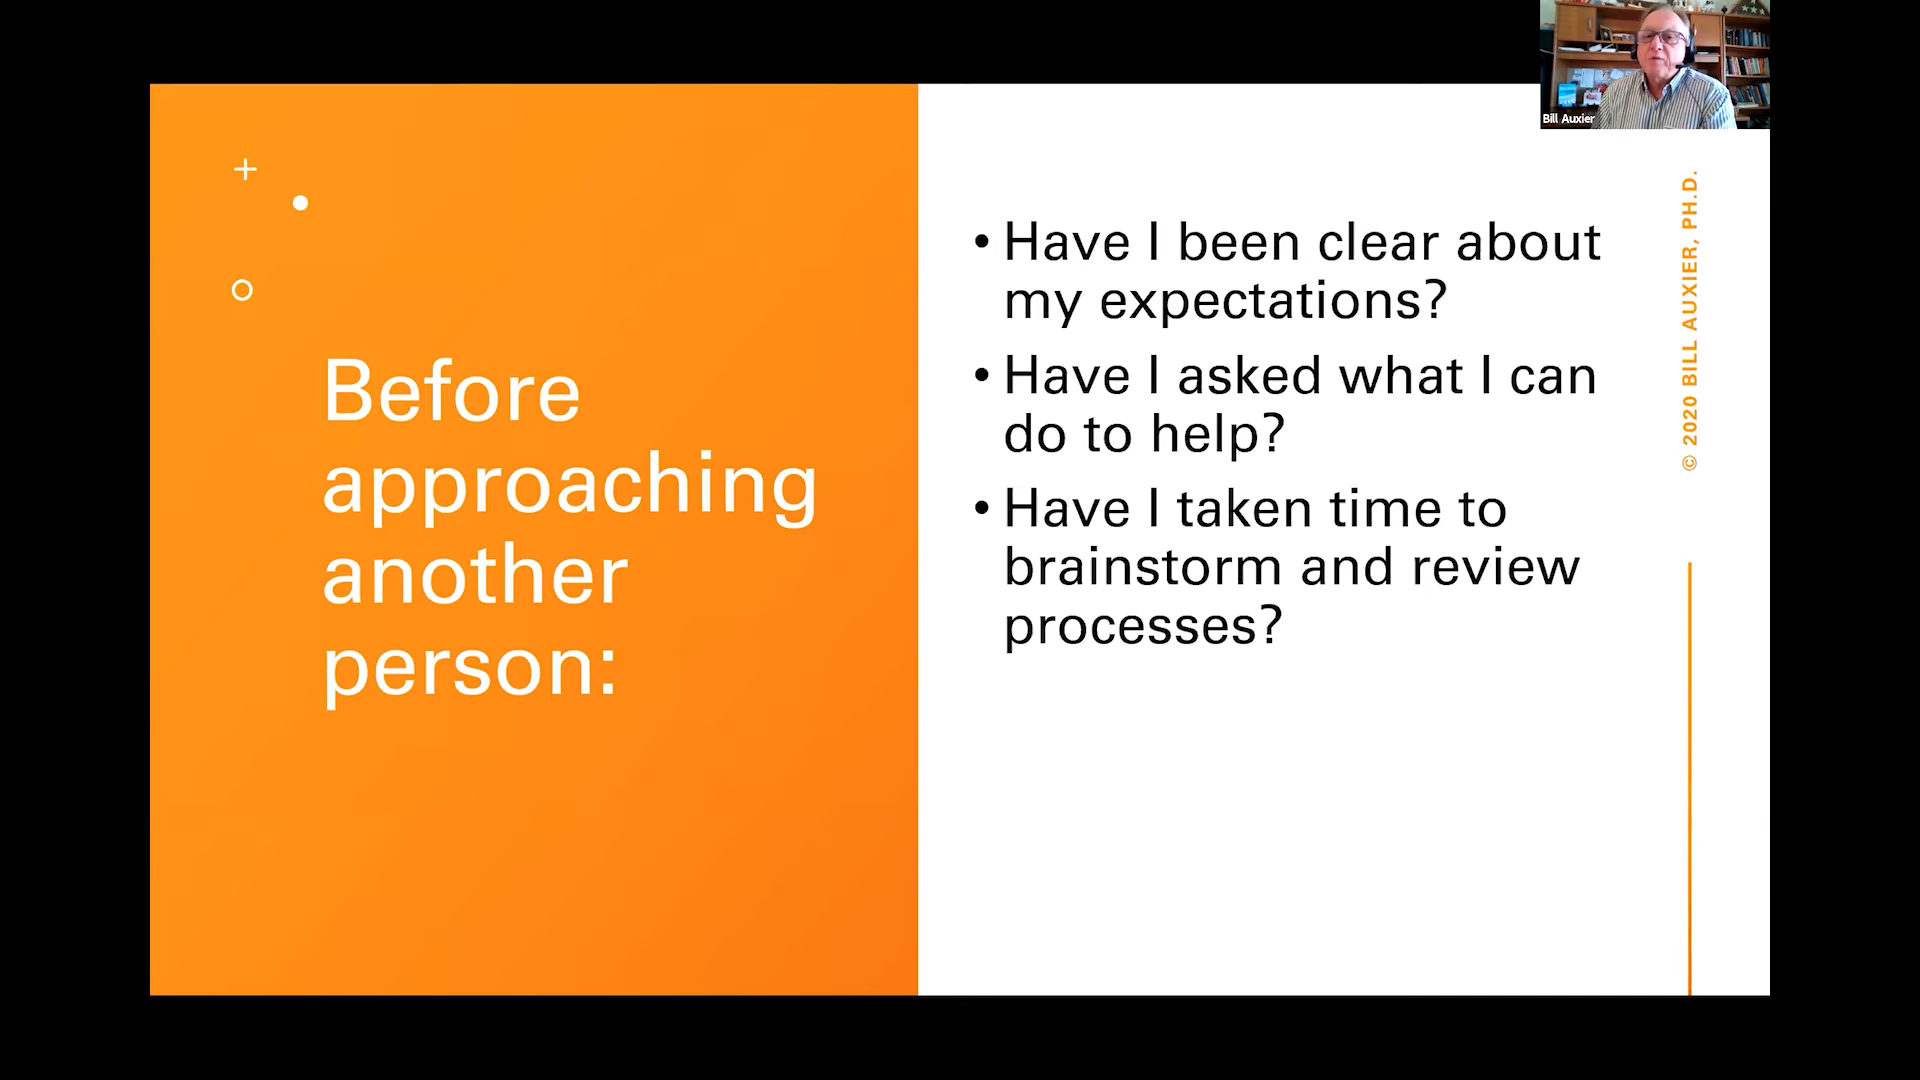 Bill Auxier
Before
approaching
another
person:
• Have I been clear about
my expectations?
• Have I asked what I can
do to help?
• Have I taken time to
brainstorm and review
processes?
© 2020 BILL AUXIER, PH.D.